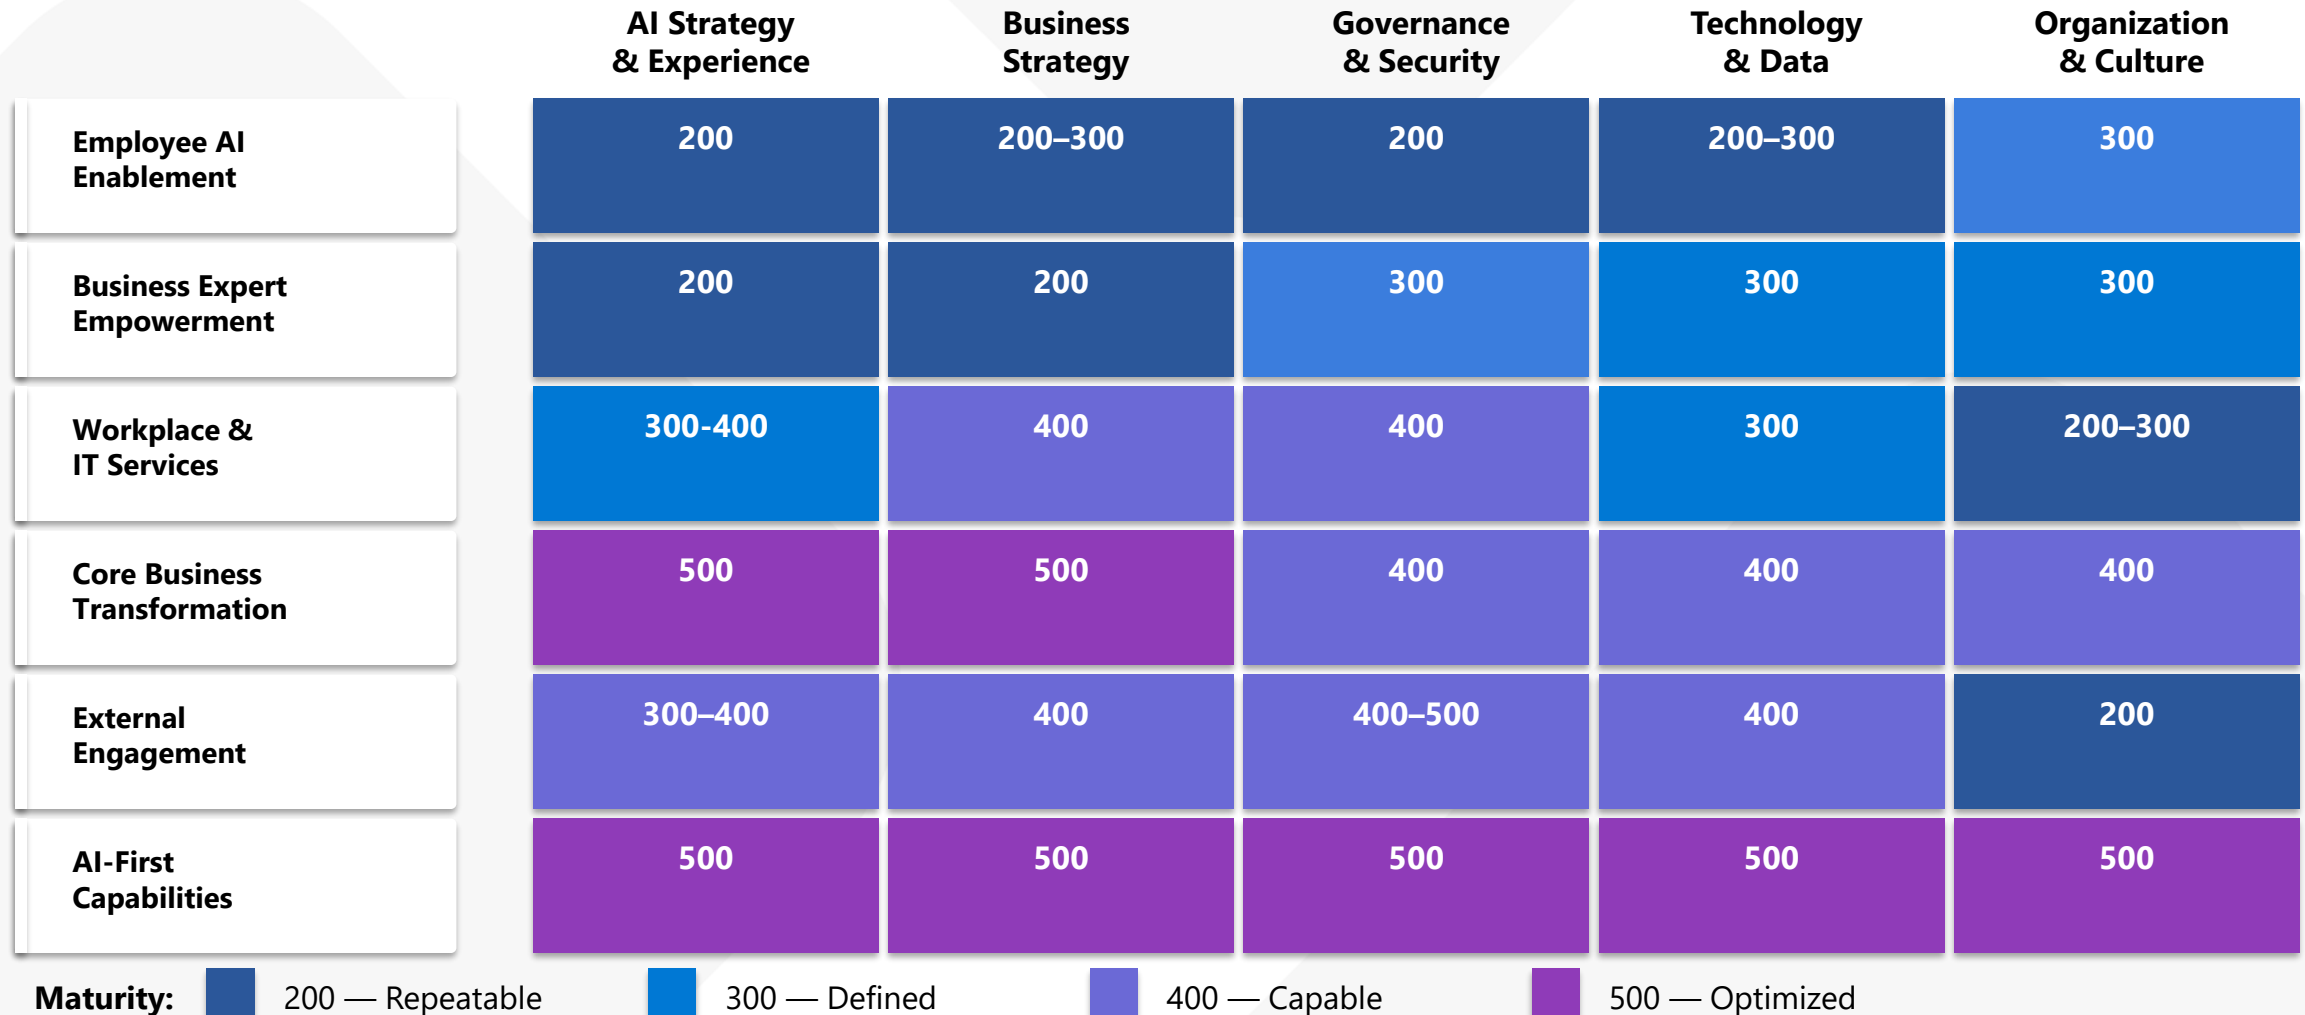 AI Strategy
& Experience
Business
Strategy
Governance
& Security
Technology
& Data
Organization
& Culture
Employee AI
Enablement
200
200–300
200
200–300
300
Business Expert
Empowerment
200
200
300
300
300
Workplace &
IT Services
300-400
400
400
300
200–300
Core Business
Transformation
500
500
400
400
400
External
Engagement
300–400
400
400–500
400
200
AI-First
Capabilities
500
500
500
500
500
Maturity:
200 — Repeatable
300 — Defined
400 — Capable
500 — Optimized